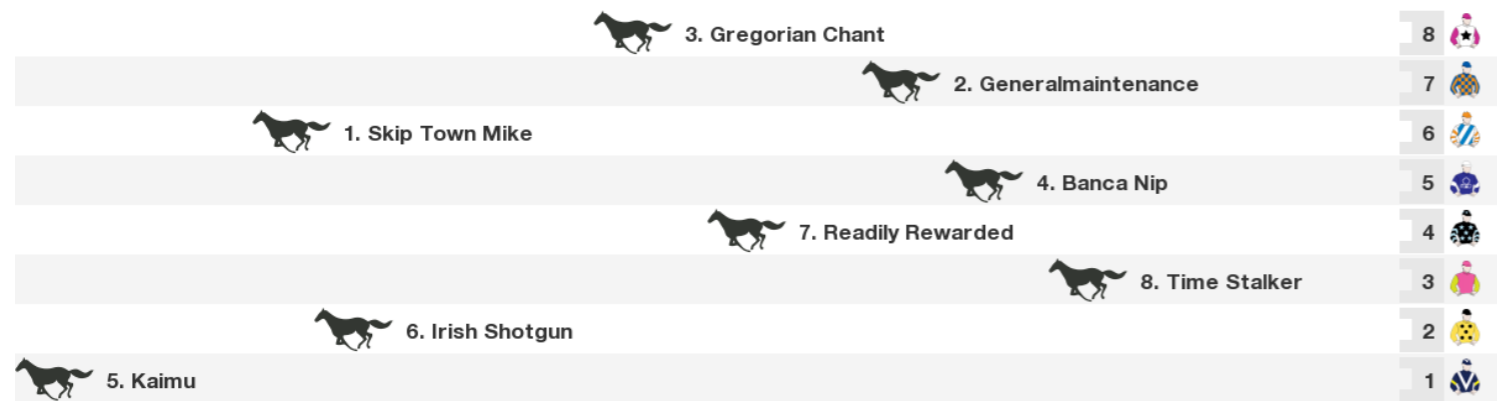 3. Gregorian Chant 8
2. Generalmaintenance 7
1. Skip Town Mike 6
4. Banca Nip 5
7. Readily Rewarded 4
8. Time Stalker 3
6. Irish Shotgun 2
5. Kaimu 1